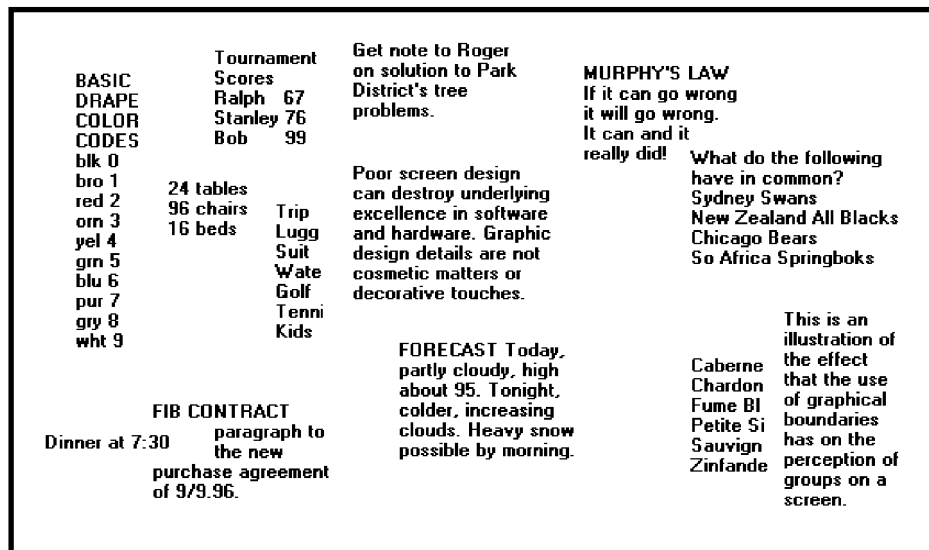 BASIC
DRAPE
COLOR
CODES
blk 0
bro 1
red 2
orn 3
yel 4
grn 5
blu 6
pur 7
gry 8
wht 9
Tournament
Scores
Ralph 67
Stanley 76
Bob 99
24 tables
96 chairs
16 beds
Trip
Lugg
Suit
Wate
Golf
Tenni
Kids
Get note to Roger
on solution to Park
District's tree
problems.
Poor screen design
can destroy underlying
excellence in software
and hardware. Graphic
design details are not
cosmetic matters or
decorative touches.
MURPHY'S LAW
If it can go wrong
it will go wrong.
It can and it
really did!
What do the following
have in common?
Sydney Swans
New Zealand All Blacks
Chicago Bears
So Africa Springboks
Dinner at 7:30
FIB CONTRACT
paragraph to
the new
purchase agreement
of 9/9.96.
FORECAST Today,
partly cloudy, high
about 95. Tonight,
colder, increasing
clouds. Heavy snow
possible by morning.
Caberne
Chardon
Fume Bl
Petite Si
Sauvign
Zinfande
This is an
illustration of
the effect
that the use
of graphical
boundaries
has on the
perception of
groups on a
screen.